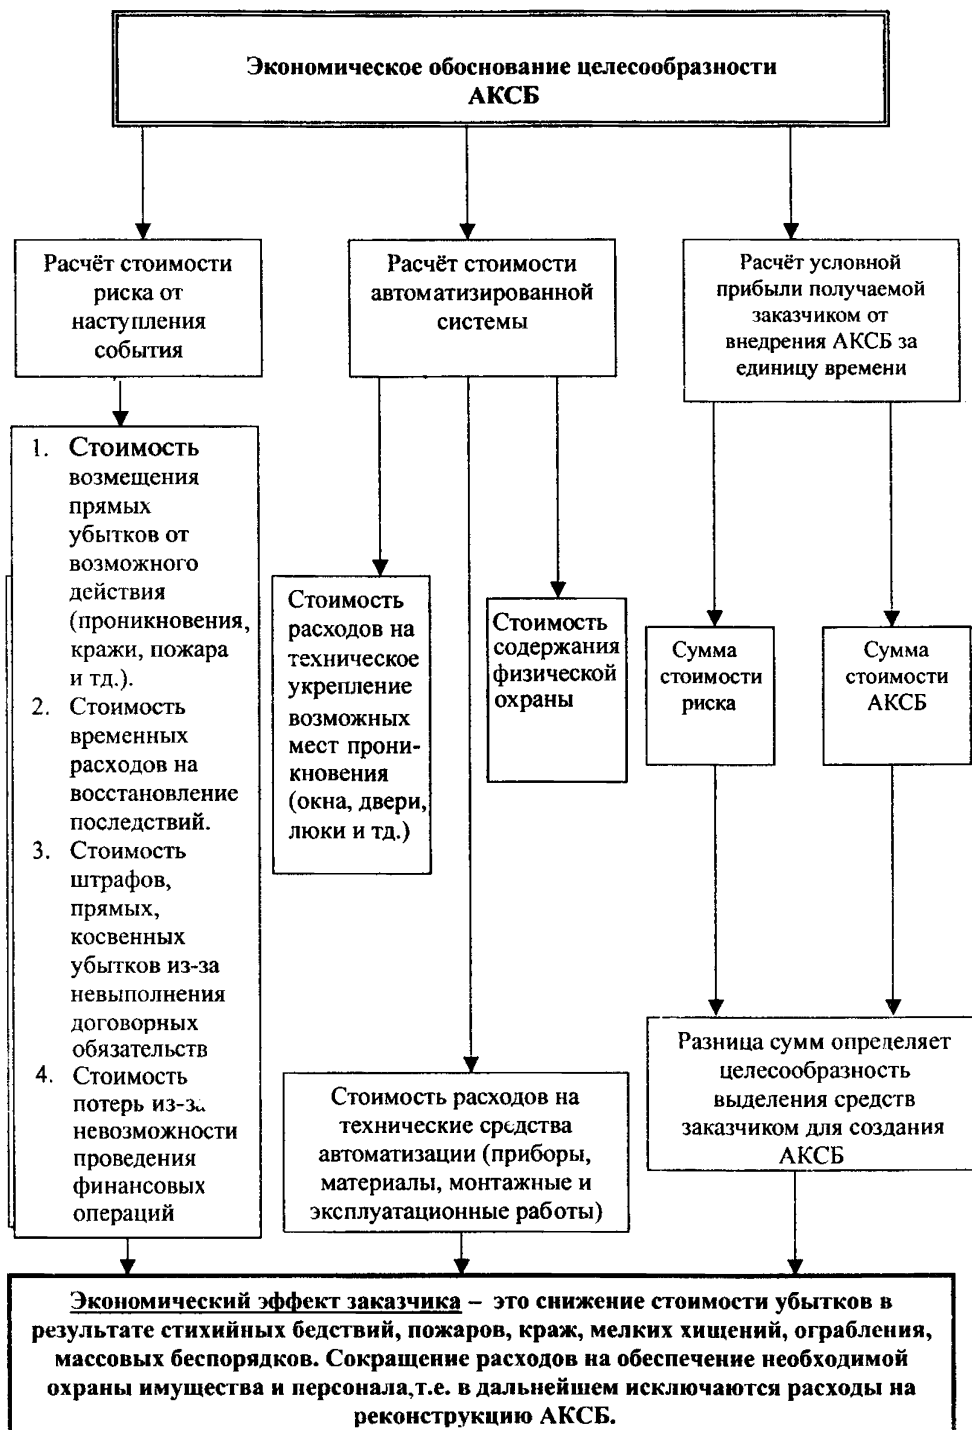 Экономическое обоснование целесообразности
АКСБ
Расчёт стоимости
риска от
наступления
события
Расчёт стоимости
автоматизированной
системы
Расчёт условной
прибыли получаемой
заказчиком от
внедрения АКСБ за
единицу времени
1. Стоимость
возмещения
прямых
убытков от
возможного
действия
(проникновения,
кражи, пожара
и тд.).
2. Стоимость
временных
расходов на
восстановление
последствий.
3. Стоимость
штрафов,
прямых,
косвенных
убытков из-за
невыполнения
договорных
обязательств
4. Стоимость
потерь из-за
невозможности
проведения
финансовых
операций
Стоимость
расходов на
техническое
укрепление
возможных
мест прони-
кновения
(окна, двери,
люки и тд.)
Стоимость
содержания
физической
охраны
Сумма
стоимости
риска
Сумма
стоимости
АКСБ
Стоимость расходов на
технические средства
автоматизации (приборы,
материалы, монтажные и
эксплуатационные работы)
Разница сумм определяет
целесообразность
выделения средств
заказчиком для создания
АКСБ
Экономический эффект заказчика – это снижение стоимости убытков в
результате стихийных бедствий, пожаров, краж, мелких хищений, ограбления,
массовых беспорядков. Сокращение расходов на обеспечение необходимой
охраны имущества и персонала,т.е. в дальнейшем исключаются расходы на
реконструкцию АКСБ.